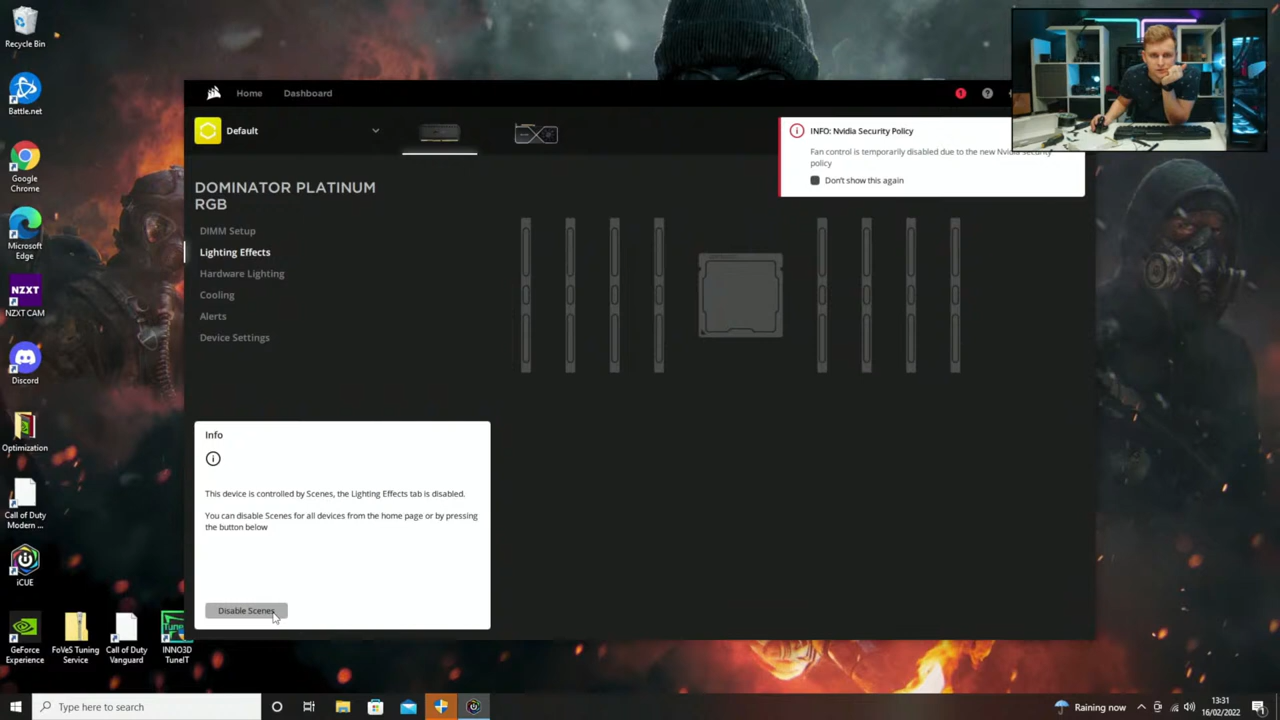 Recycle Bin
Battle.net
Google
Chrome
Microsoft
Edge
NZXT
NZXT CAM
Discord
Optimization
Call of Duty
Modern ...
iCUE
GeForce
Experience
FoVeS Tuning
Service
Call of Duty
Vanguard
Tune
INNO3D
TuneIT
Home
Dashboard
1
?
Default
INFO: Nvidia Security Policy
Fan control is temporarily disabled due to the new Nvidia security
policy
Don't show this again
DOMINATOR PLATINUM
RGB
DIMM Setup
Lighting Effects
Hardware Lighting
Cooling
Alerts
Device Settings
Info
This device is controlled by Scenes, the Lighting Effects tab is disabled.
You can disable Scenes for all devices from the home page or by pressing
the button below
Disable Scenes
Type here to search
Raining now
13:31
16/02/2022
1